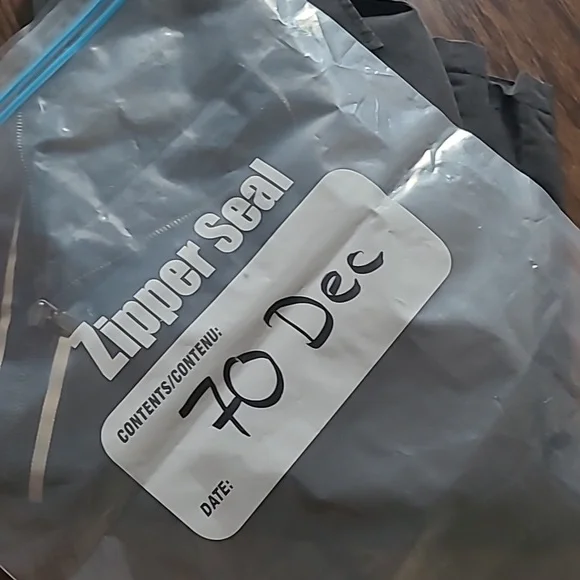 Zipper Seal
CONTENTS/CONTENU:
70 Dec
DATE: